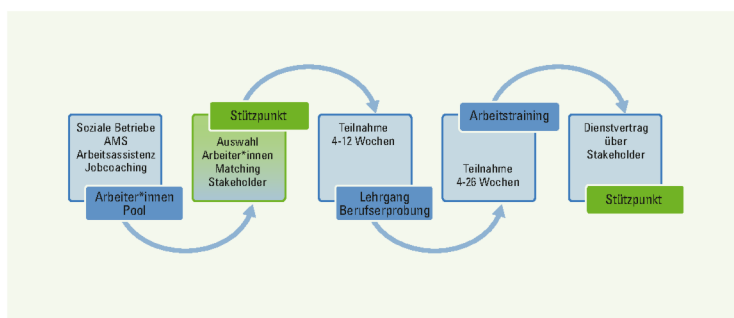 Soziale Betriebe
AMS
Arbeitsassistenz
Jobcoaching
Arbeiter*innen
Pool
Stützpunkt
Auswahl
Arbeiter*innen
Matching
Stakeholder
Teilnahme
4-12 Wochen
Lehrgang
Berufserprobung
Arbeitstraining
Teilnahme
4-26 Wochen
Dienstvertrag
über
Stakeholder
Stützpunkt